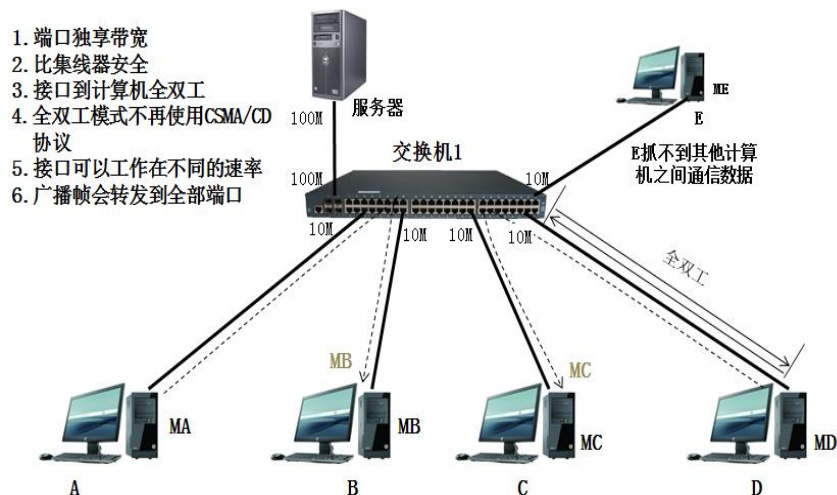 1. 端口独享带宽
2. 比集线器安全
3. 接口到计算机全双工
4. 全双工模式不再使用CSMA/CD
协议
5. 接口可以工作在不同的速率
6. 广播帧会转发到全部端口
服务器
100M
交换机1
100M
ME
E
E抓不到其他计算
机之间通信数据
10M
10M
10M
10M
10M
全双工
MB
MC
MA
MB
MC
MD
A
B
C
D